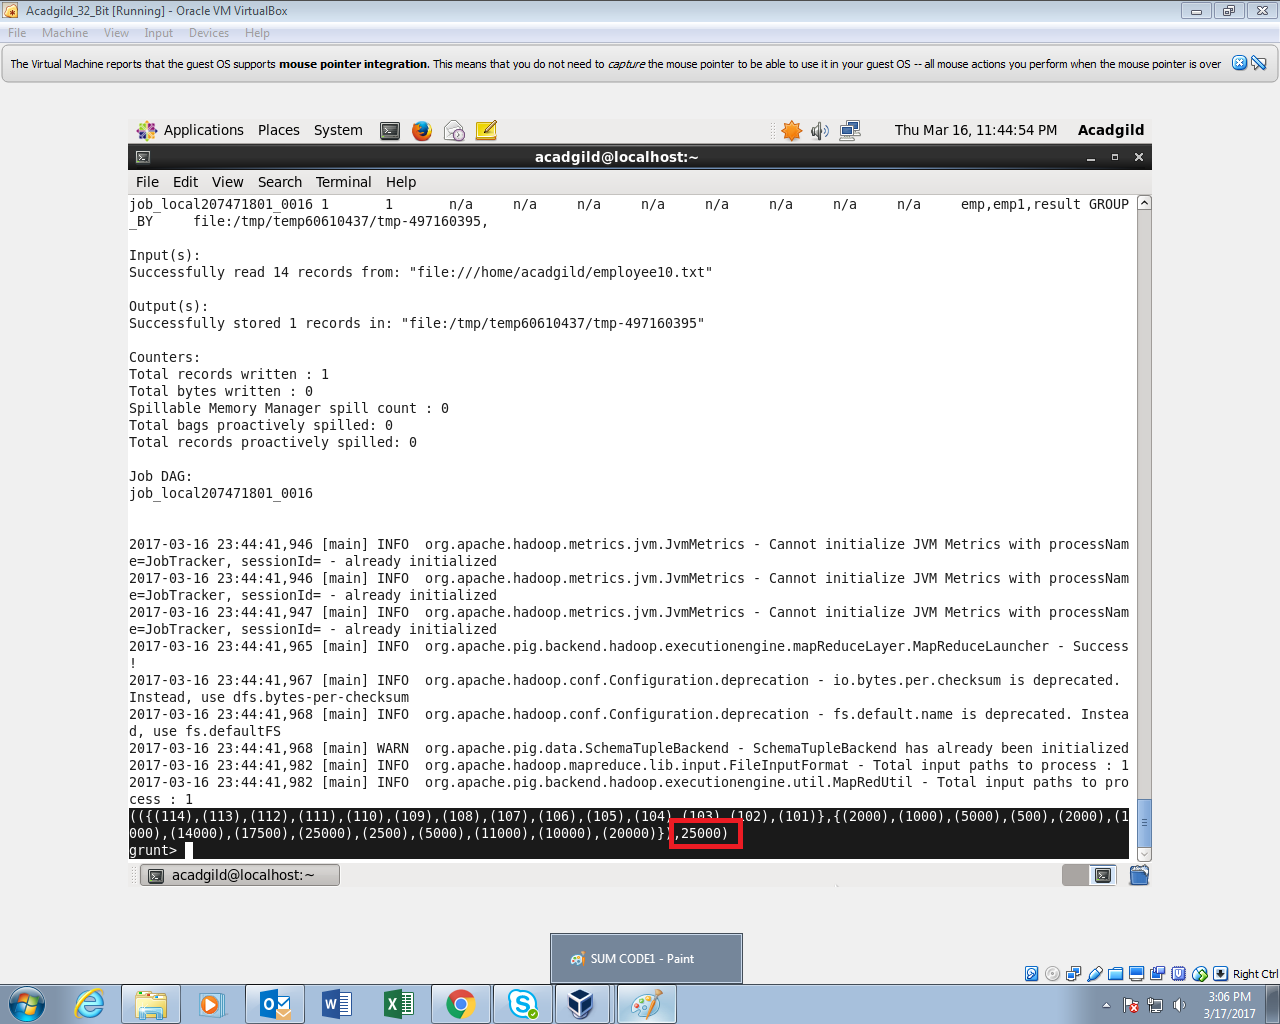 Acadgild_32_Bit [Running] - Oracle VM VirtualBox
File Machine View Input Devices Help
The Virtual Machine reports that the guest OS supports mouse pointer integration. This means that you do not need to capture the mouse pointer to be able to use it in your guest OS -- all mouse actions you perform when the mouse pointer is over
Applications Places System Thu Mar 16, 11:44:54 PM Acadgild
acadgild@localhost:~
File Edit View Search Terminal Help
job_local207471801_0016 1 1 n/a n/a n/a n/a n/a n/a n/a n/a emp,emp1,result GROUP
_BY file:/tmp/temp60610437/tmp-497160395,
Input(s):
Successfully read 14 records from: "file:///home/acadgild/employee10.txt"
Output(s):
Successfully stored 1 records in: "file:/tmp/temp60610437/tmp-497160395"
Counters:
Total records written : 1
Total bytes written : 0
Spillable Memory Manager spill count : 0
Total bags proactively spilled: 0
Total records proactively spilled: 0
Job DAG:
job_local207471801_0016
2017-03-16 23:44:41,946 [main] INFO org.apache.hadoop.metrics.jvm.JvmMetrics - Cannot initialize JVM Metrics with processNam
e=JobTracker, sessionId= - already initialized
2017-03-16 23:44:41,946 [main] INFO org.apache.hadoop.metrics.jvm.JvmMetrics - Cannot initialize JVM Metrics with processNam
e=JobTracker, sessionId= - already initialized
2017-03-16 23:44:41,947 [main] INFO org.apache.hadoop.metrics.jvm.JvmMetrics - Cannot initialize JVM Metrics with processNam
e=JobTracker, sessionId= - already initialized
2017-03-16 23:44:41,965 [main] INFO org.apache.pig.backend.hadoop.executionengine.mapReduceLayer.MapReduceLauncher - Success
!
2017-03-16 23:44:41,967 [main] INFO org.apache.hadoop.conf.Configuration.deprecation - io.bytes.per.checksum is deprecated.
Instead, use dfs.bytes-per-checksum
2017-03-16 23:44:41,968 [main] INFO org.apache.hadoop.conf.Configuration.deprecation - fs.default.name is deprecated. Instea
d, use fs.defaultFS
2017-03-16 23:44:41,968 [main] WARN org.apache.pig.data.SchemaTupleBackend - SchemaTupleBackend has already been initialized
2017-03-16 23:44:41,982 [main] INFO org.apache.hadoop.mapreduce.lib.input.FileInputFormat - Total input paths to process : 1
2017-03-16 23:44:41,982 [main] INFO org.apache.pig.backend.hadoop.executionengine.util.MapRedUtil - Total input paths to pro
cess : 1
(({(114),(113),(112),(111),(110),(109),(108),(107),(106),(105),(104),(103),(102),(101)},{(2000),(1000),(5000),(500),(2000),(1
000),(14000),(17500),(25000),(2500),(5000),(11000),(10000),(20000)}),25000)
grunt>
acadgild@localhost:~
SUM CODE1 - Paint
Right Ctrl
3:06 PM
3/17/2017